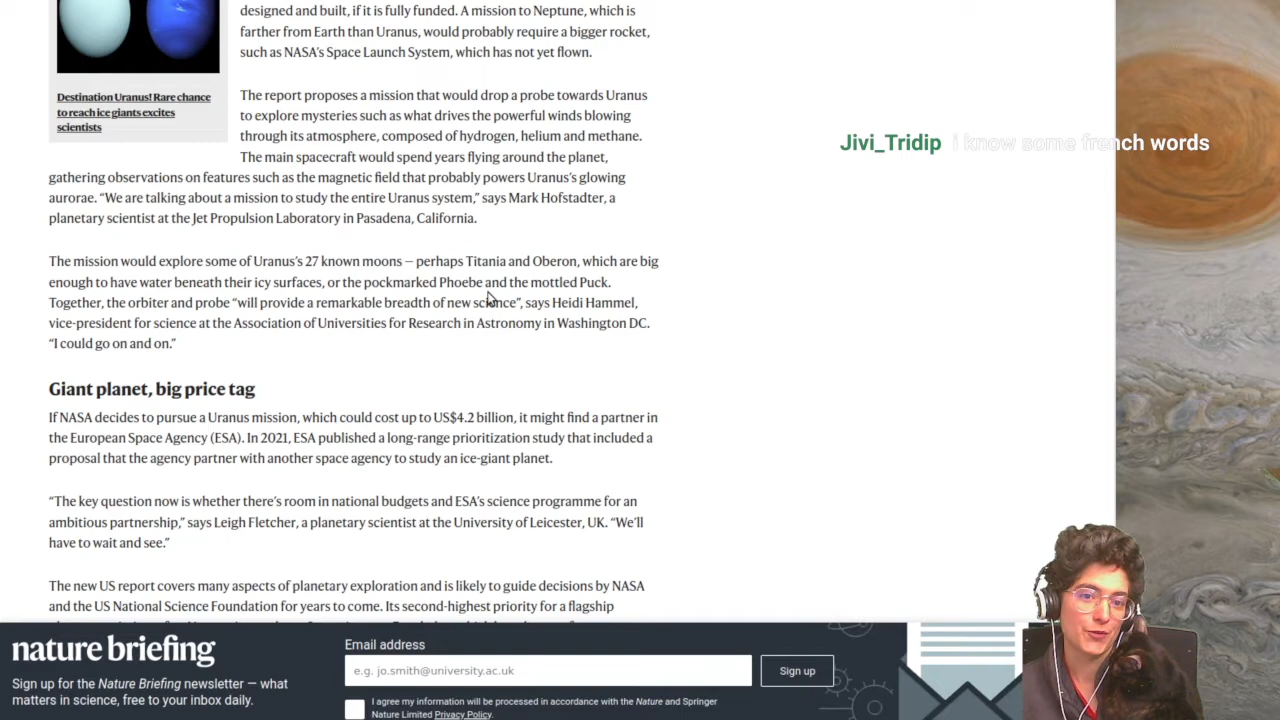 designed and built, if it is fully funded. A mission to Neptune, which is
farther from Earth than Uranus, would probably require a bigger rocket,
such as NASA's Space Launch System, which has not yet flown.
Destination Uranus! Rare chance
to reach ice giants excites
scientists
The report proposes a mission that would drop a probe towards Uranus
to explore mysteries such as what drives the powerful winds blowing
through its atmosphere, composed of hydrogen, helium and methane.
The main spacecraft would spend years flying around the planet,
gathering observations on features such as the magnetic field that probably powers Uranus's glowing
aurorae. “We are talking about a mission to study the entire Uranus system,” says Mark Hofstadter, a
planetary scientist at the Jet Propulsion Laboratory in Pasadena, California.
Jivi_Tridip i know some french words
The mission would explore some of Uranus's 27 known moons — perhaps Titania and Oberon, which are big
enough to have water beneath their icy surfaces, or the pockmarked Phoebe and the mottled Puck.
Together, the orbiter and probe “will provide a remarkable breadth of new science”, says Heidi Hammel,
vice-president for science at the Association of Universities for Research in Astronomy in Washington DC.
“I could go on and on.”
Giant planet, big price tag
If NASA decides to pursue a Uranus mission, which could cost up to US$4.2 billion, it might find a partner in
the European Space Agency (ESA). In 2021, ESA published a long-range prioritization study that included a
proposal that the agency partner with another space agency to study an ice-giant planet.
“The key question now is whether there's room in national budgets and ESA's science programme for an
ambitious partnership,” says Leigh Fletcher, a planetary scientist at the University of Leicester, UK. “We'll
have to wait and see.”
The new US report covers many aspects of planetary exploration and is likely to guide decisions by NASA
and the US National Science Foundation for years to come. Its second-highest priority for a flagship
nature briefing
Sign up for the Nature Briefing newsletter — what
matters in science, free to your inbox daily.
Email address
e.g. jo.smith@university.ac.uk
Sign up
I agree my information will be processed in accordance with the Nature and Springer
Nature Limited Privacy Policy.